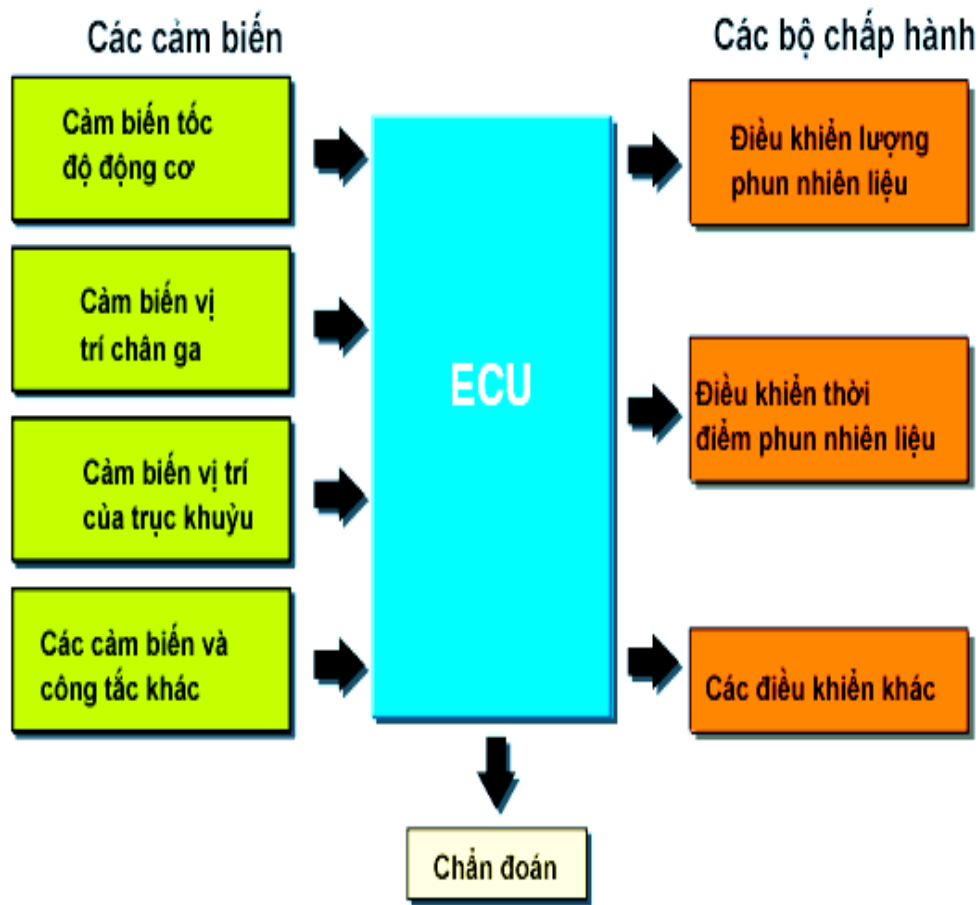 Các cảm biến
Cảm biến tốc
độ động cơ
Cảm biến vị
trí chân ga
Cảm biến vị trí
của trục khuỷu
Các cảm biến và
công tắc khác
ECU
Chẩn đoán
Các bộ chấp hành
Điều khiển lượng
phun nhiên liệu
Điều khiển thời
điểm phun nhiên liệu
Các điều khiển khác